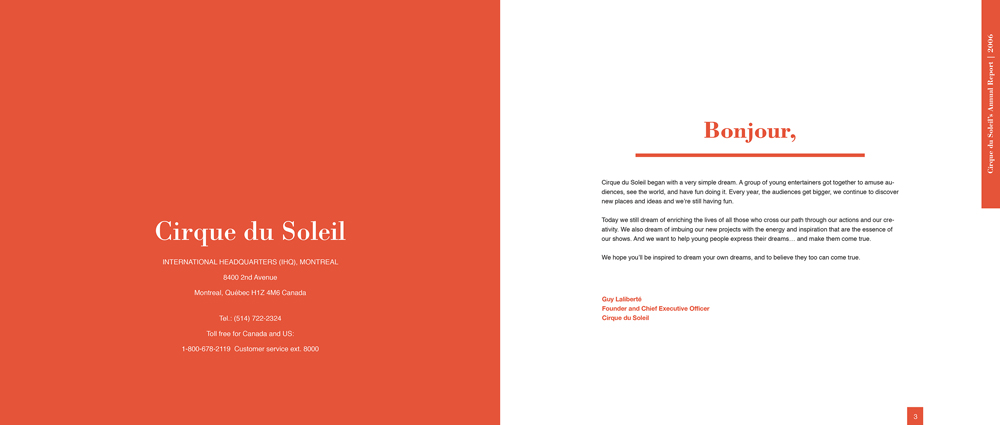 Cirque du Soleil
INTERNATIONAL HEADQUARTERS (IHQ), MONTREAL
8400 2nd Avenue
Montreal, Québec H1Z 4M6 Canada
Tel.: (514) 722-2324
Toll free for Canada and US:
1-800-678-2119 Customer service ext. 8000
Cirque du Soleil's Annual Report | 2006
Bonjour,
Cirque du Soleil began with a very simple dream. A group of young entertainers got together to amuse au-
diences, see the world, and have fun doing it. Every year, the audiences get bigger, we continue to discover
new places and ideas and we're still having fun.
Today we still dream of enriching the lives of all those who cross our path through our actions and our cre-
ativity. We also dream of imbuing our new projects with the energy and inspiration that are the essence of
our shows. And we want to help young people express their dreams… and make them come true.
We hope you'll be inspired to dream your own dreams, and to believe they too can come true.
Guy Laliberté
Founder and Chief Executive Officer
Cirque du Soleil
3